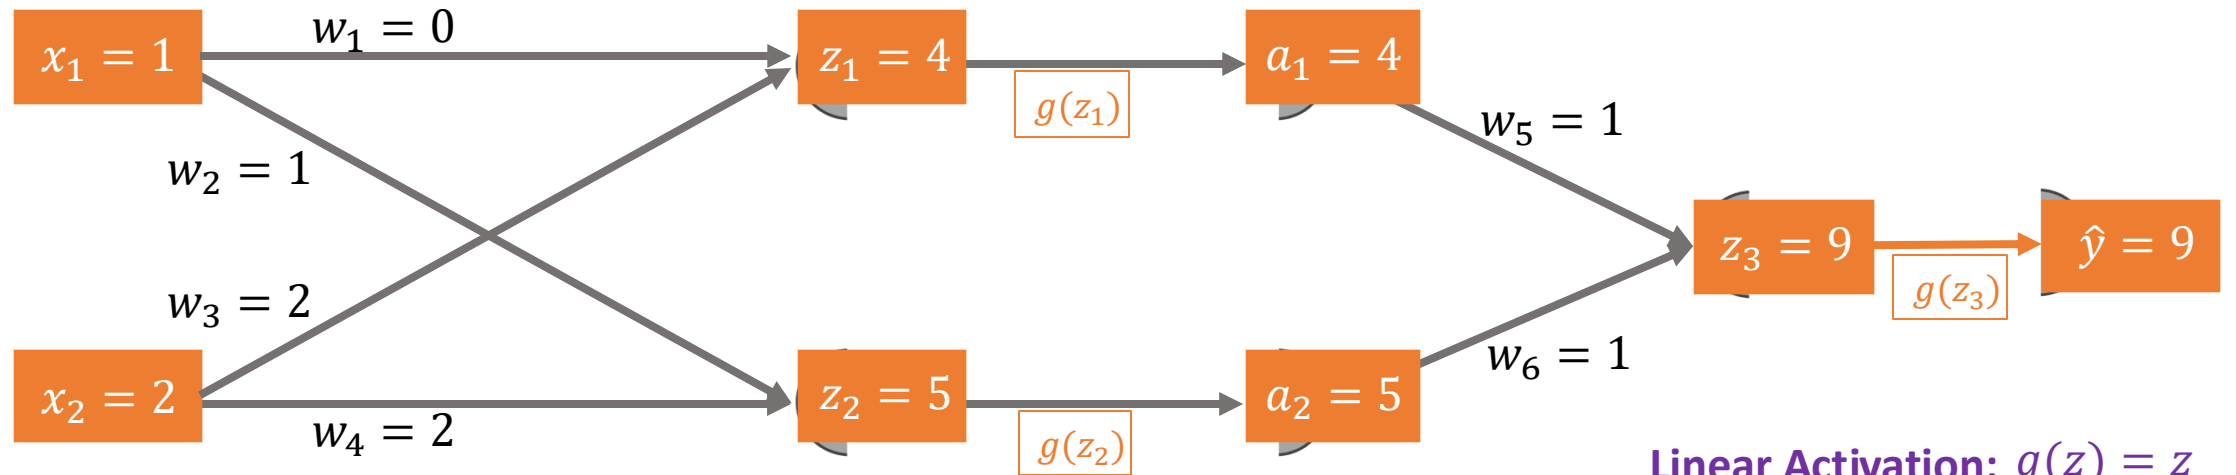 x₁ = 1
w₁ = 0
z₁ = 4
g(z₁)
a₁ = 4
w₅ = 1
w₂ = 1
w₃ = 2
z₃ = 9
g(z₃)
ŷ = 9
x₂ = 2
w₄ = 2
z₂ = 5
g(z₂)
a₂ = 5
w₆ = 1
Linear Activation: g(z) = z